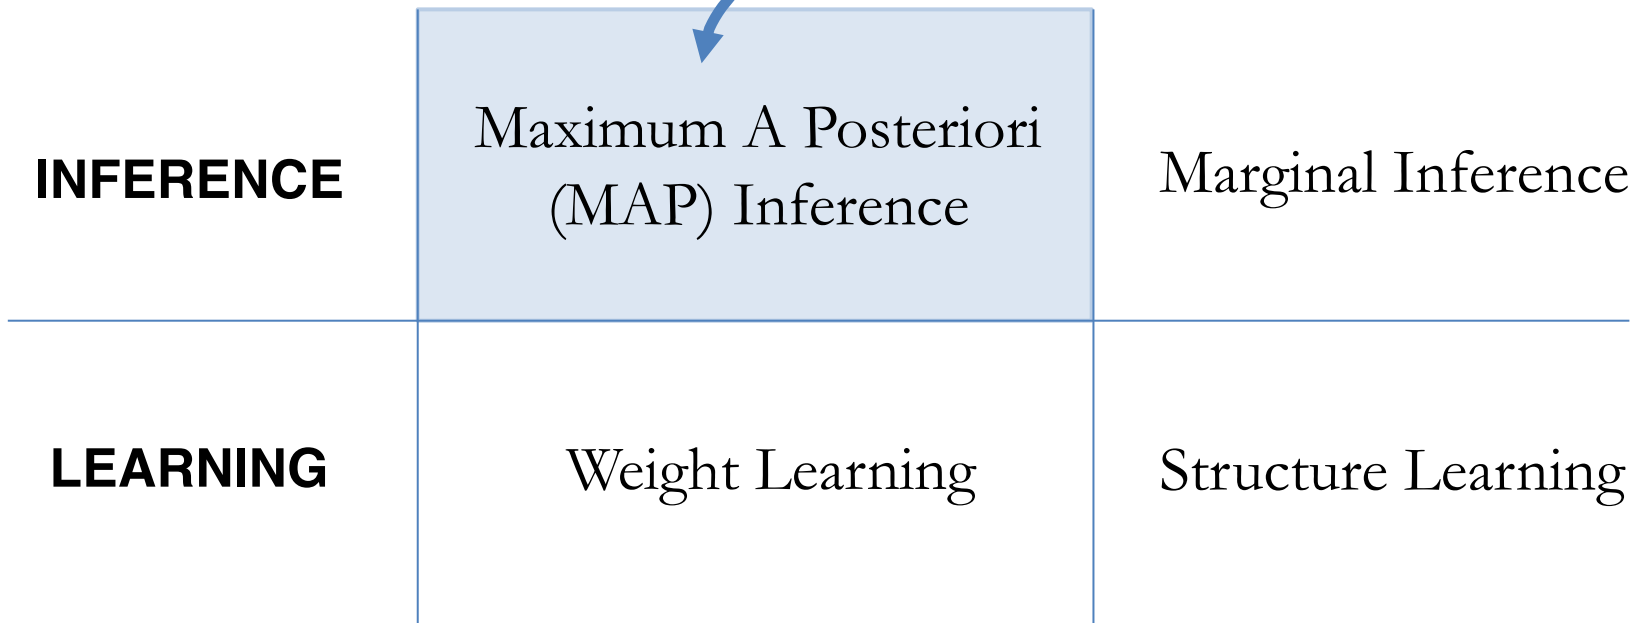 INFERENCE
Maximum A Posteriori
(MAP) Inference
Marginal Inference
LEARNING
Weight Learning
Structure Learning